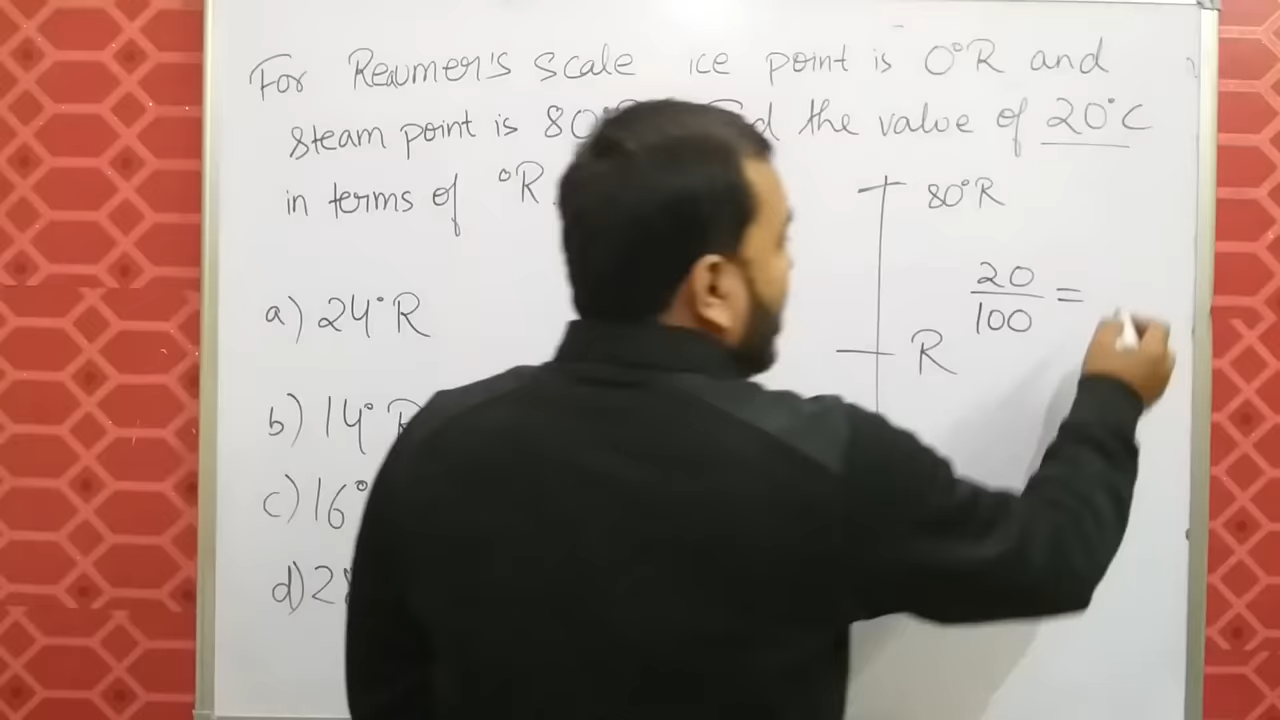 For Reaumer's scale ice point is 0°R and
steam point is 80° the value of 20°C
in terms of °R.
80°R
20
100
=
R
a) 24°R
b) 14° R
c) 16°
d) 2